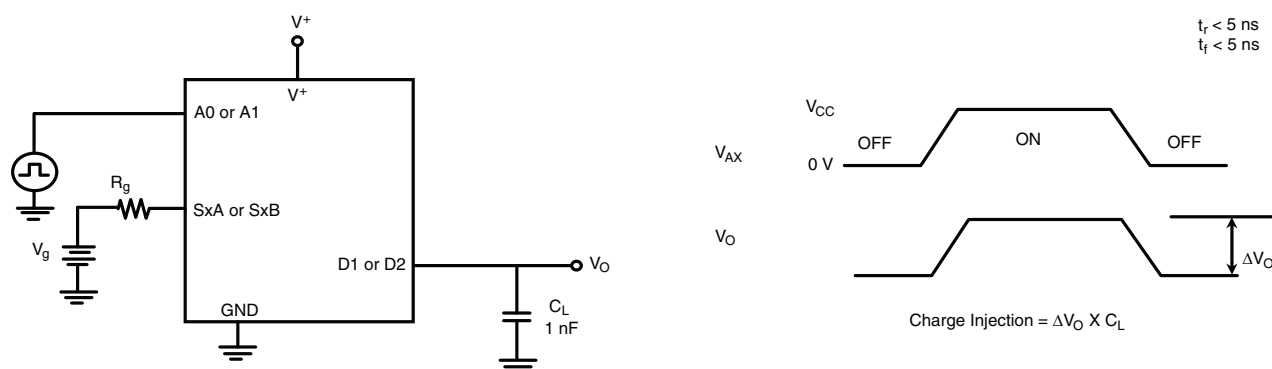 V+
V+
A0 or A1
Rg
SxA or SxB
Vg
D1 or D2
VO
GND
CL
1 nF
tr < 5 ns
tf < 5 ns
VCC
OFF
ON
OFF
VAX
0 V
VO
ΔVO
Charge Injection = ΔVO X CL